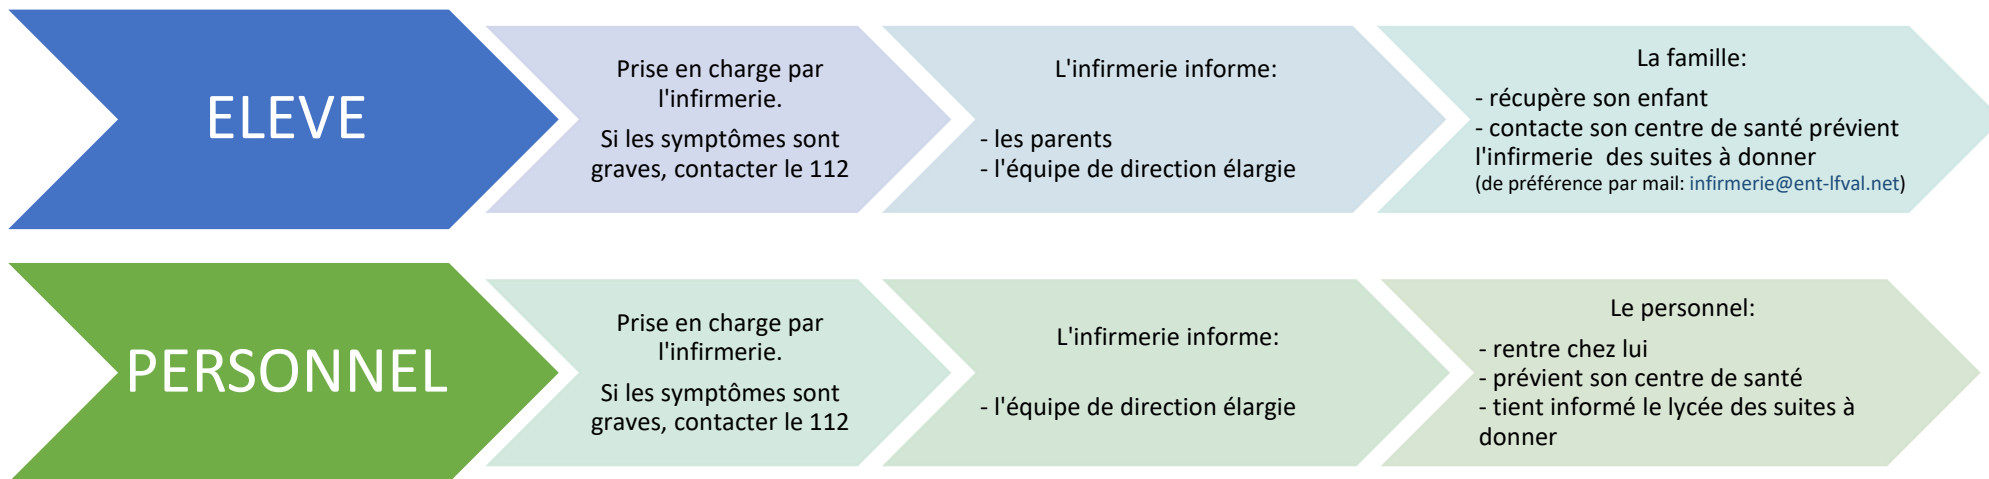 ELEVE
Prise en charge par
l'infirmerie.
Si les symptômes sont
graves, contacter le 112
L'infirmerie informe:
- les parents
- l'équipe de direction élargie
La famille:
- récupère son enfant
- contacte son centre de santé prévient
l'infirmerie  des suites à donner
(de préférence par mail: infirmerie@ent-lfval.net)
PERSONNEL
Prise en charge par
l'infirmerie.
Si les symptômes sont
graves, contacter le 112
L'infirmerie informe:
- l'équipe de direction élargie
Le personnel:
- rentre chez lui
- prévient son centre de santé
- tient informé le lycée des suites à
donner